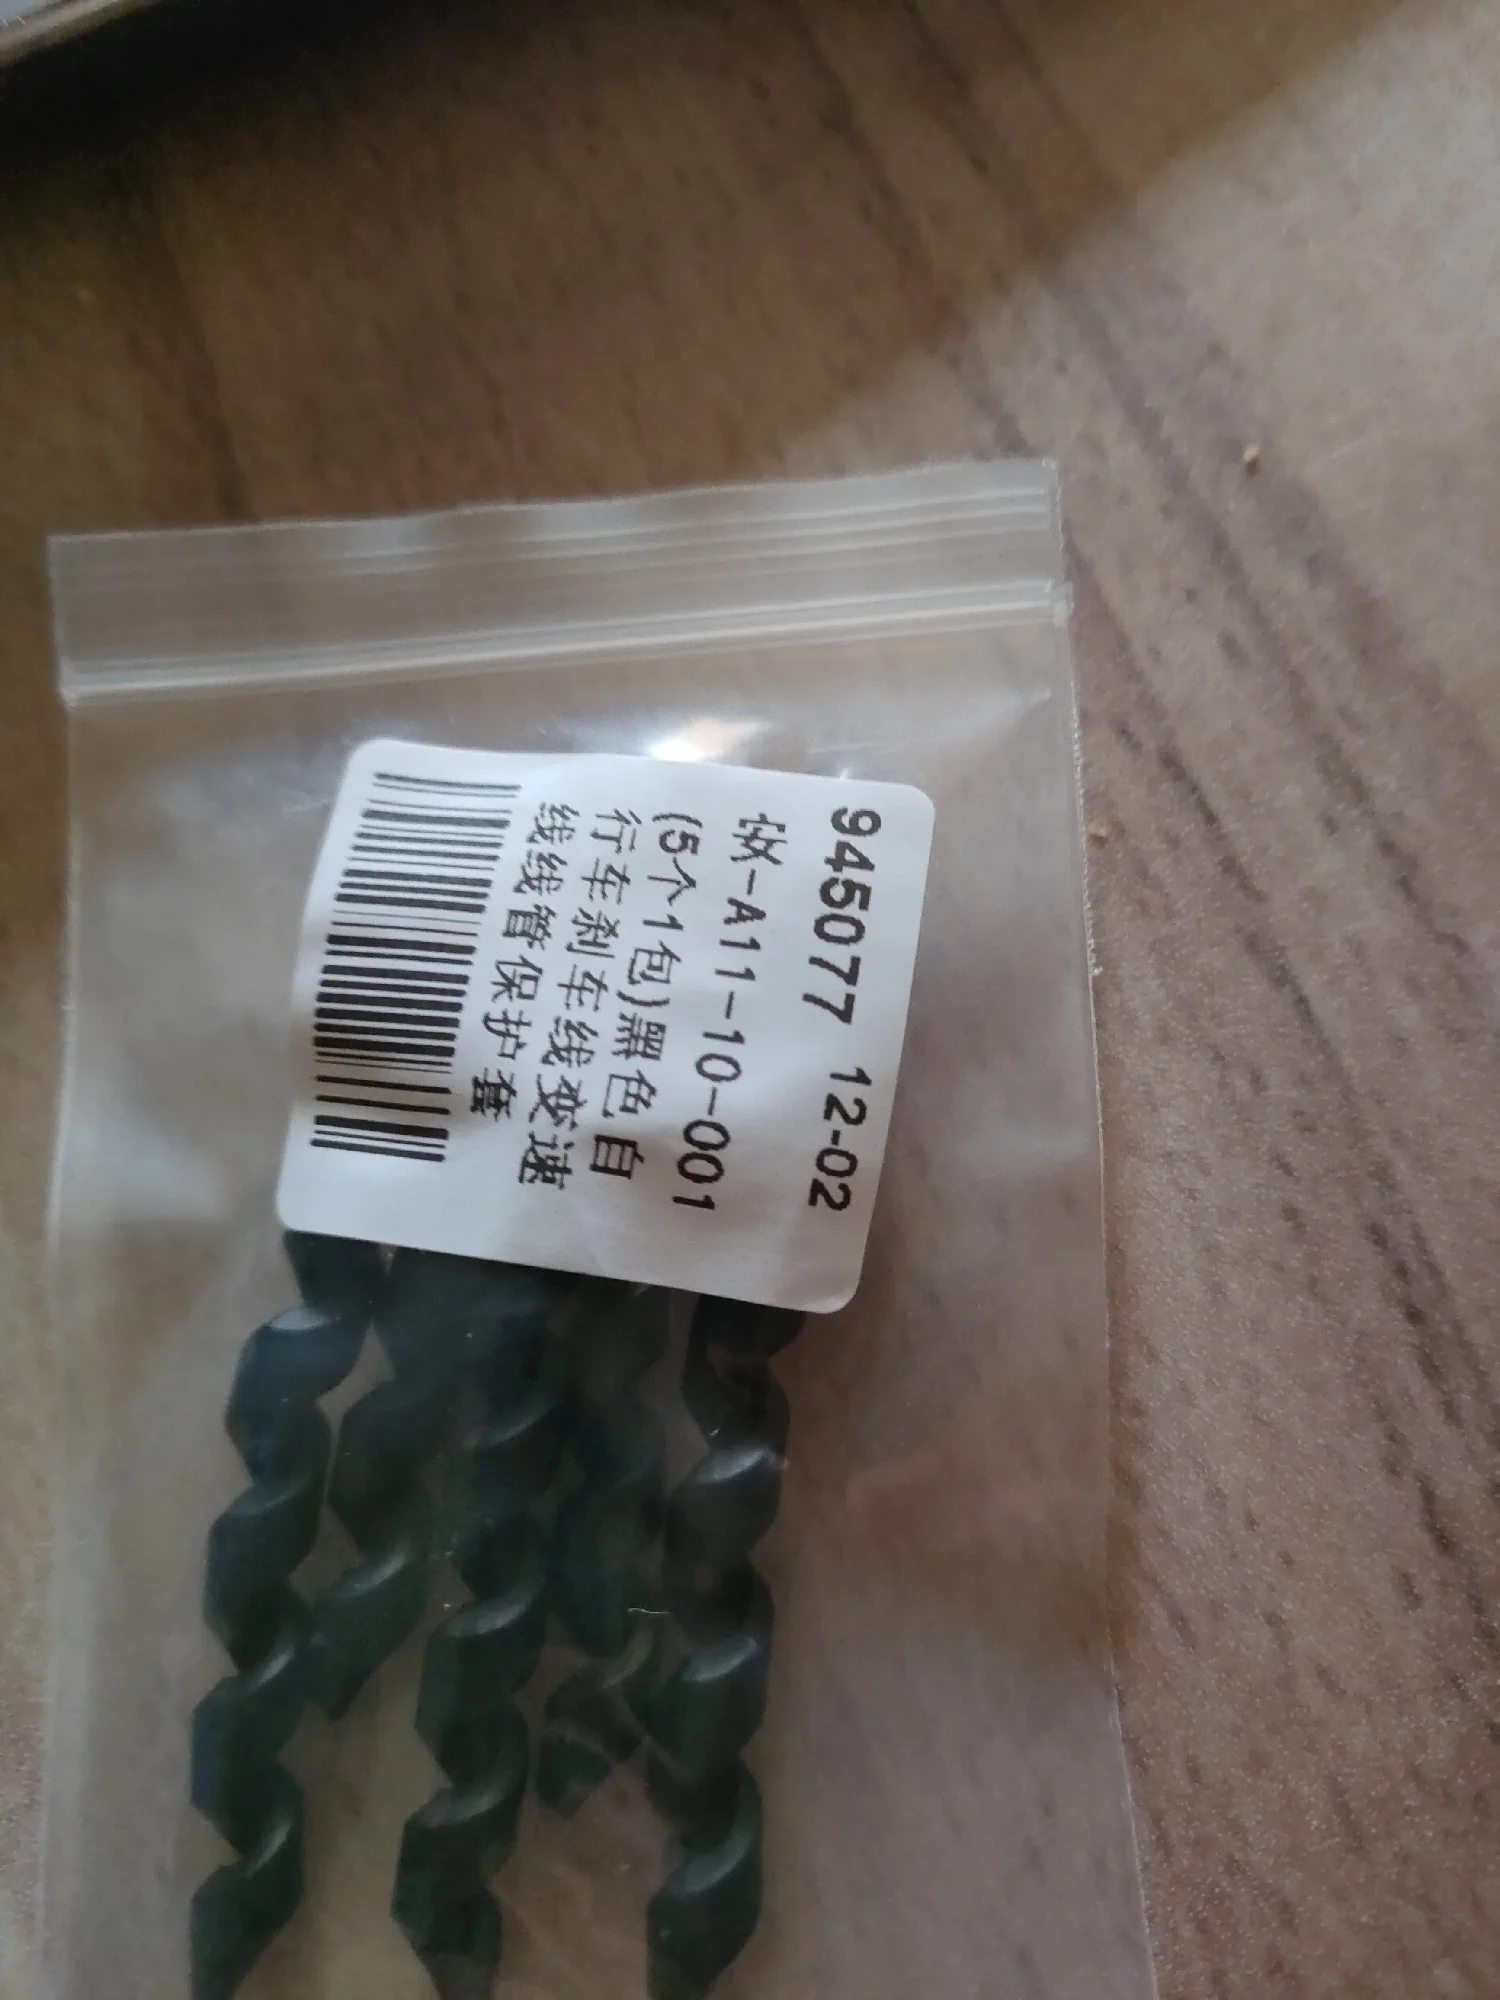 945077 12-02
饮-A11-10-001
(5个1包)黑色自
行车刹车线变速
线线管保护套